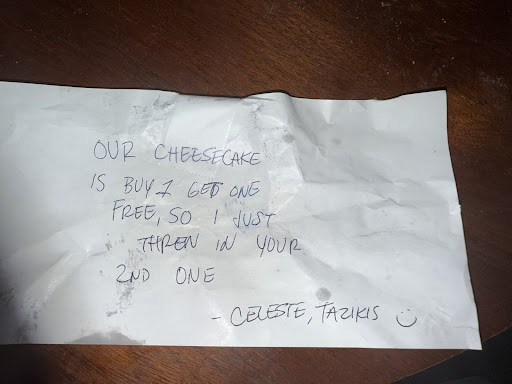 OUR CHEESECAKE
IS BUY 1 GET ONE
FREE, SO I JUST
THREW IN YOUR
2ND ONE
- CELESTE, TAZIKIS ☺